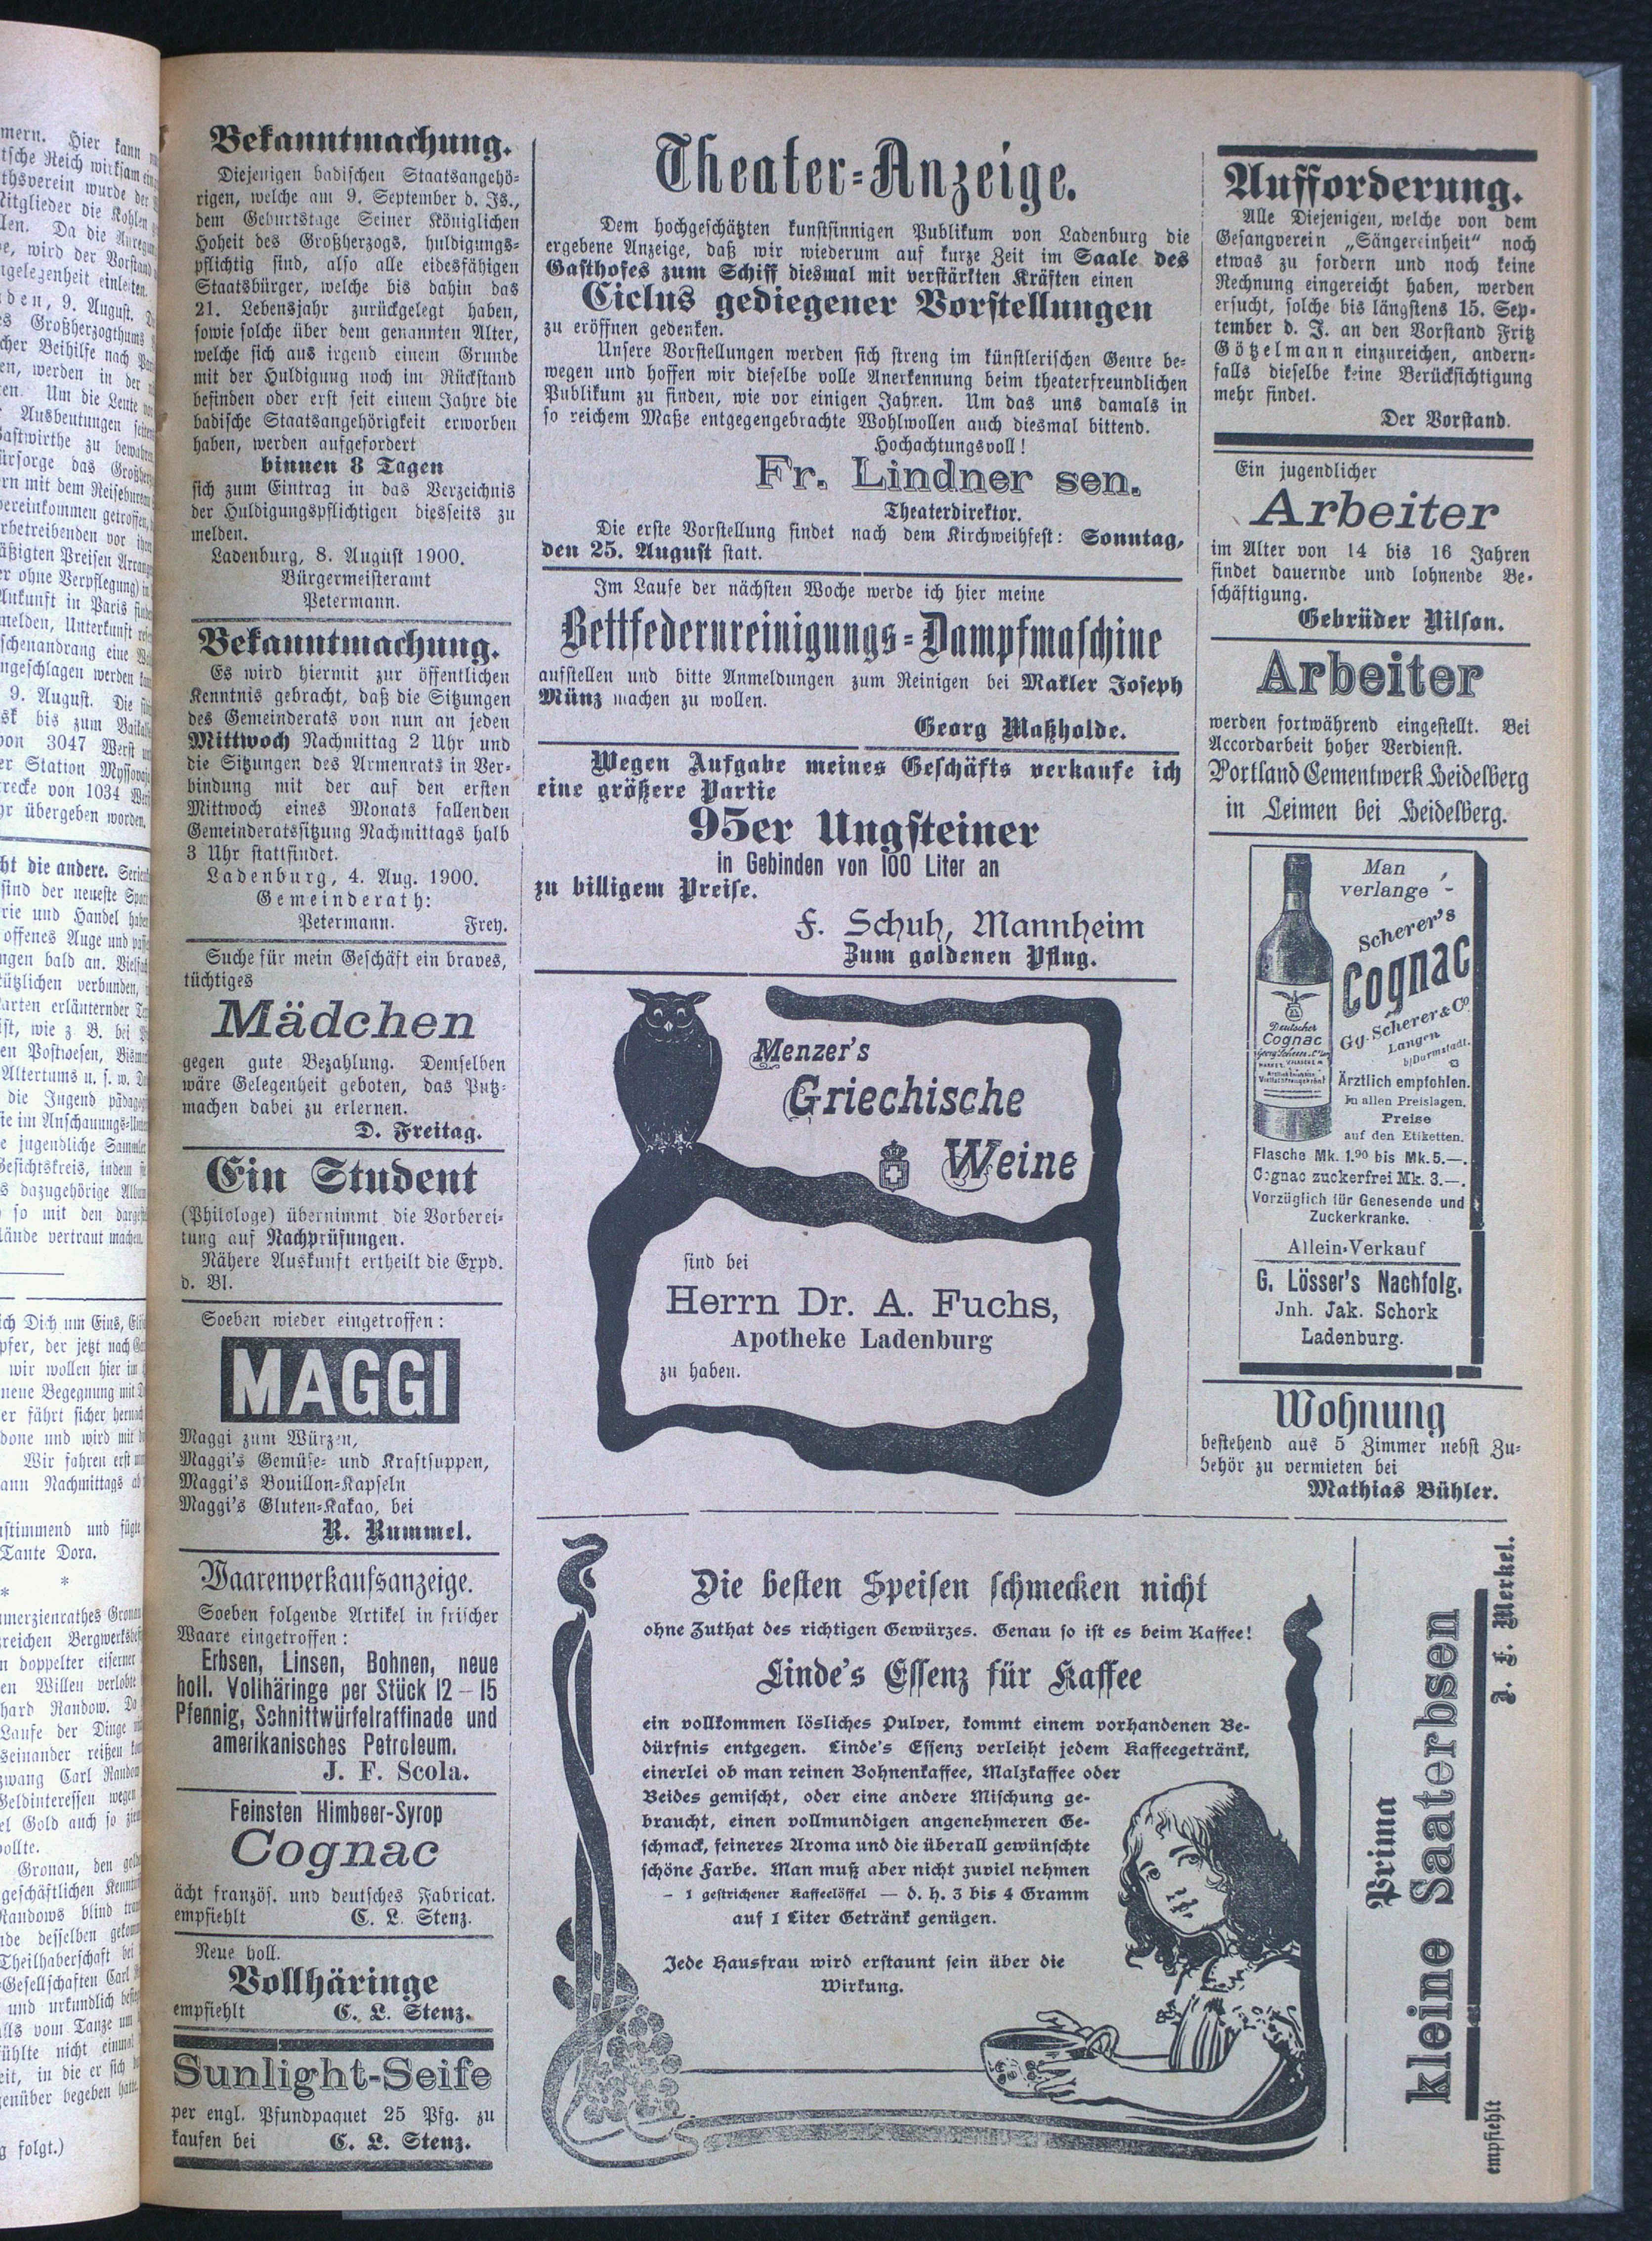 Bekanntmachung.
Diejenigen badischen Staatsangehö-
rigen, welche am 9. September d. Js.,
dem Geburtstage Seiner Königlichen
Hoheit des Großherzogs, huldigungs-
pflichtig sind, also alle eidesfähigen
Staatsbürger, welche bis dahin das
21. Lebensjahr zurückgelegt haben,
sowie solche über dem genannten Alter,
welche sich aus irgend einem Grunde
mit der Huldigung noch im Rückstand
befinden oder erst seit einem Jahre die
badische Staatsangehörigkeit erworben
haben, werden aufgefordert
binnen 8 Tagen
sich zum Eintrag in das Verzeichnis
der Huldigungspflichtigen diesseits zu
melden.
Ladenburg, 8. August 1900.
Bürgermeisteramt
Petermann.
Bekanntmachung.
Es wird hiermit zur öffentlichen
Kenntnis gebracht, daß die Sitzungen
des Gemeinderats von nun an jeden
Mittwoch Nachmittag 2 Uhr und
die Sitzungen des Armenrats in Ver-
bindung mit der auf den ersten
Mittwoch eines Monats fallenden
Gemeinderatssitzung Nachmittags halb
3 Uhr stattfindet.
Ladenburg, 4. Aug. 1900.
Gemeinderath:
Petermann. Frey.
Suche für mein Geschäft ein braves,
tüchtiges
Mädchen
gegen gute Bezahlung. Demselben
wäre Gelegenheit geboten, das Putz-
machen dabei zu erlernen.
D. Freitag.
Ein Student
(Philologe) übernimmt die Vorberei-
tung auf Nachprüfungen.
Nähere Auskunft ertheilt die Expd.
d. Bl.
Soeben wieder eingetroffen:
MAGGI
Maggi zum Würzen,
Maggi's Gemüse- und Kraftsuppen,
Maggi's Bouillon-Kapseln
Maggi's Gluten-Kakao, bei
R. Rummel.
Waarenverkaufsanzeige.
Soeben folgende Artikel in frischer
Waare eingetroffen:
Erbsen, Linsen, Bohnen, neue
holl. Vollhäringe per Stück 12–15
Pfennig, Schnittwürfelraffinade und
amerikanisches Petroleum.
J. F. Scola.
Feinsten Himbeer-Syrop
Cognac
ächt französ. und deutsches Fabricat.
empfiehlt C. L. Stenz.
Neue holl.
Vollhäringe
empfiehlt C. L. Stenz.
Sunlight-Seife
per engl. Pfundpaquet 25 Pfg. zu
kaufen bei C. L. Stenz.
Theater-Anzeige.
Dem hochgeschätzten kunstsinnigen Publikum von Ladenburg die
ergebene Anzeige, daß wir wiederum auf kurze Zeit im Saale des
Gasthofes zum Schiff diesmal mit verstärkten Kräften einen
Ciclus gediegener Vorstellungen
zu eröffnen gedenken.
Unsere Vorstellungen werden sich streng im künstlerischen Genre be-
wegen und hoffen wir dieselbe volle Anerkennung beim theaterfreundlichen
Publikum zu finden, wie vor einigen Jahren. Um das uns damals in
so reichem Maße entgegengebrachte Wohlwollen auch diesmal bittend.
Hochachtungsvoll!
Fr. Lindner sen.
Theaterdirektor.
Die erste Vorstellung findet nach dem Kirchweihfest: Sonntag,
den 25. August statt.
Im Laufe der nächsten Woche werde ich hier meine
Bettfedernreinigungs-Dampfmaschine
aufstellen und bitte Anmeldungen zum Reinigen bei Makler Joseph
Münz machen zu wollen.
Georg Maßholde.
Wegen Aufgabe meines Geschäfts verkaufe ich
eine größere Partie
95er Ungsteiner
in Gebinden von 100 Liter an
zu billigem Preise.
F. Schuh, Mannheim
Zum goldenen Pflug.
Menzer's
Griechische
Weine
sind bei
Herrn Dr. A. Fuchs,
Apotheke Ladenburg
zu haben.
Die besten Speisen schmecken nicht
ohne Zuthat des richtigen Gewürzes. Genau so ist es beim Kaffee!
Linde's Essenz für Kaffee
ein vollkommen lösliches Pulver, kommt einem vorhandenen Be-
dürfnis entgegen. Linde's Essenz verleiht jedem Kaffeegetränk,
einerlei ob man reinen Bohnenkaffee, Malzkaffee oder
Beides gemischt, oder eine andere Mischung ge-
braucht, einen vollmundigen angenehmeren Ge-
schmack, feineres Aroma und die überall gewünschte
schöne Farbe. Man muß aber nicht zuviel nehmen
– 1 gestrichener Kaffeelöffel — d. h. 3 bis 4 Gramm
auf 1 Liter Getränk genügen.
Jede Hausfrau wird erstaunt sein über die
Wirkung.
Aufforderung.
Alle Diejenigen, welche von dem
Gesangverein „Sängereinheit" noch
etwas zu fordern und noch keine
Rechnung eingereicht haben, werden
ersucht, solche bis längstens 15. Sep-
tember d. J. an den Vorstand Fritz
Götzelmann einzureichen, andern-
falls dieselbe keine Berücksichtigung
mehr findet.
Der Vorstand.
Ein jugendlicher
Arbeiter
im Alter von 14 bis 16 Jahren
findet dauernde und lohnende Be-
schäftigung.
Gebrüder Nilson.
Arbeiter
werden fortwährend eingestellt. Bei
Accordarbeit hoher Verdienst.
Portland Cementwerk Heidelberg
in Leimen bei Heidelberg.
Man
verlange
Scherer's
Cognac
Gg. Scherer & Co
Langen
b/Darmstadt.
Deutscher
Cognac
Ärztlich empfohlen.
In allen Preislagen.
Preise
auf den Etiketten.
Flasche Mk. 1.90 bis Mk. 5.—.
Cognac zuckerfrei Mk. 3.—.
Vorzüglich für Genesende und
Zuckerkranke.
Allein-Verkauf
G. Lösser's Nachfolg.
Jnh. Jak. Schork
Ladenburg.
Wohnung
bestehend aus 5 Zimmer nebst Zu-
behör zu vermieten bei
Mathias Bühler.
Prima
kleine Saaterbsen
empfiehlt J. F. Merkel.